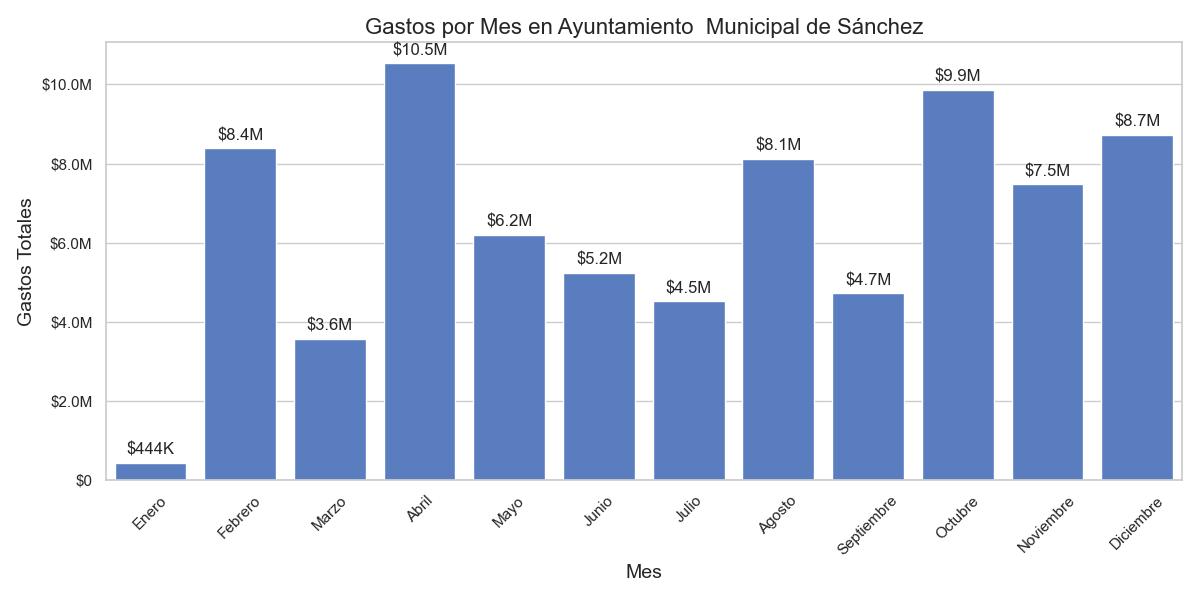 Gastos por Mes en Ayuntamiento  Municipal de Sánchez
$10.5M
$10.0M
$9.9M
$8.7M
$8.4M
$8.1M
$8.0M
$7.5M
$6.2M
$6.0M
$5.2M
$4.7M
$4.5M
$4.0M
$3.6M
$2.0M
$444K
$0
Gastos Totales
Enero
Febrero
Marzo
Abril
Mayo
Junio
Julio
Agosto
Septiembre
Octubre
Noviembre
Diciembre
Mes